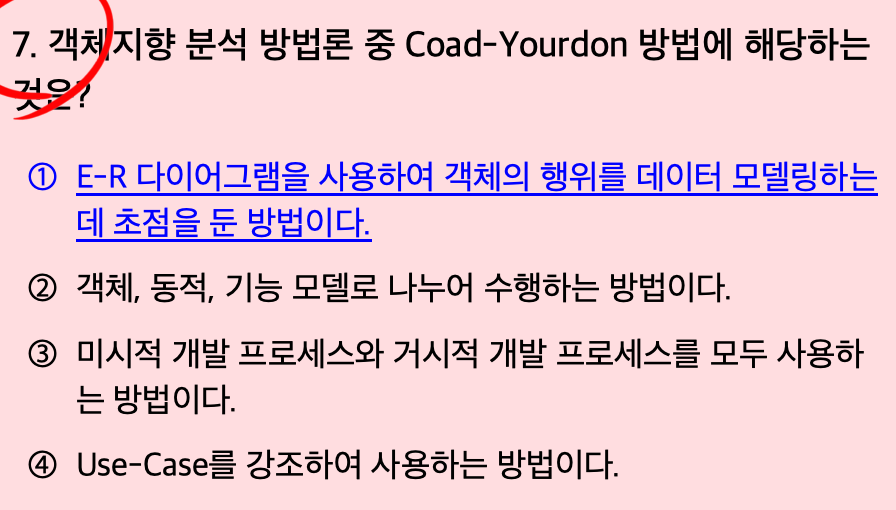 7. 객체지향 분석 방법론 중 Coad-Yourdon 방법에 해당하는
것은?
① E-R 다이어그램을 사용하여 객체의 행위를 데이터 모델링하는
데 초점을 둔 방법이다.
② 객체, 동적, 기능 모델로 나누어 수행하는 방법이다.
③ 미시적 개발 프로세스와 거시적 개발 프로세스를 모두 사용하
는 방법이다.
④ Use-Case를 강조하여 사용하는 방법이다.